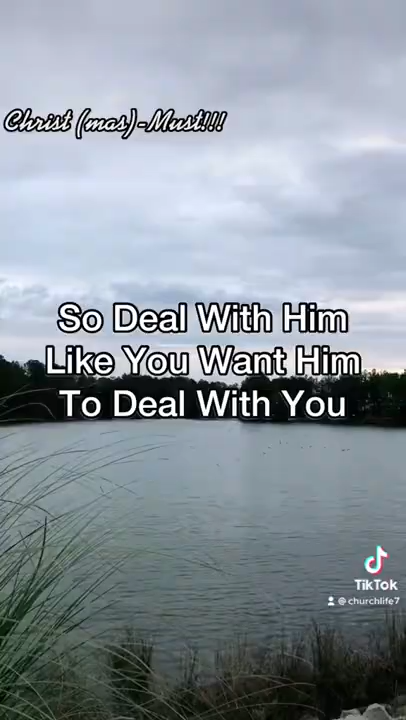 Christ (mas)-Must!!!
So Deal With Him
Like You Want Him
To Deal With You
TikTok
@churchlife7